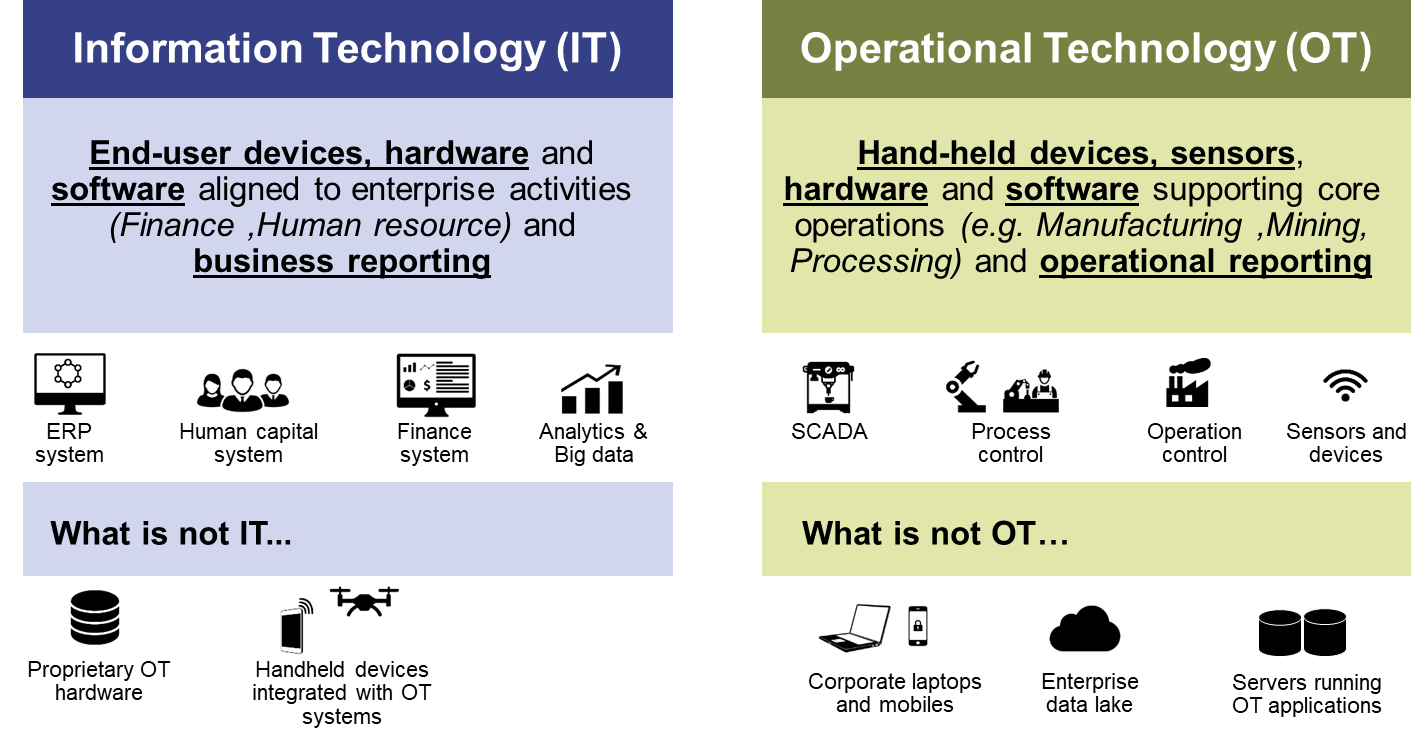 Information Technology (IT)
End-user devices, hardware and
software aligned to enterprise activities
(Finance ,Human resource) and
business reporting
ERP
system
Human capital
system
Finance
system
Analytics &
Big data
What is not IT...
Proprietary OT
hardware
Handheld devices
integrated with OT
systems
Operational Technology (OT)
Hand-held devices, sensors,
hardware and software supporting core
operations (e.g. Manufacturing ,Mining,
Processing) and operational reporting
SCADA
Process
control
Operation
control
Sensors and
devices
What is not OT…
Corporate laptops
and mobiles
Enterprise
data lake
Servers running
OT applications